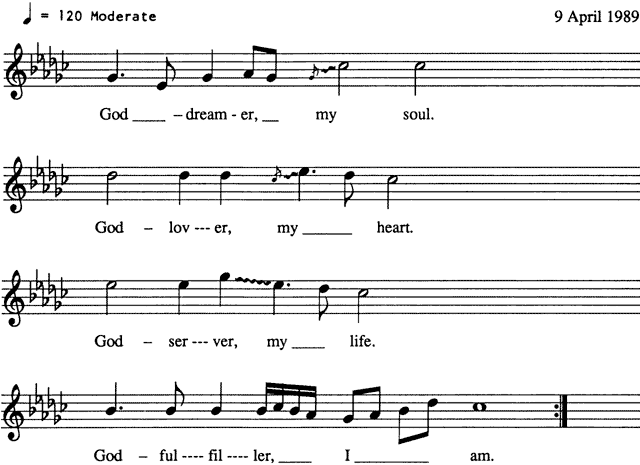 ♩ = 120 Moderate 9 April 1989
God ____ – dream - er, __ my soul.
God – lov --- er, my ______ heart.
God – ser --- ver, my ____ life.
God – ful ---- fil ---- ler, ____ I _________ am.